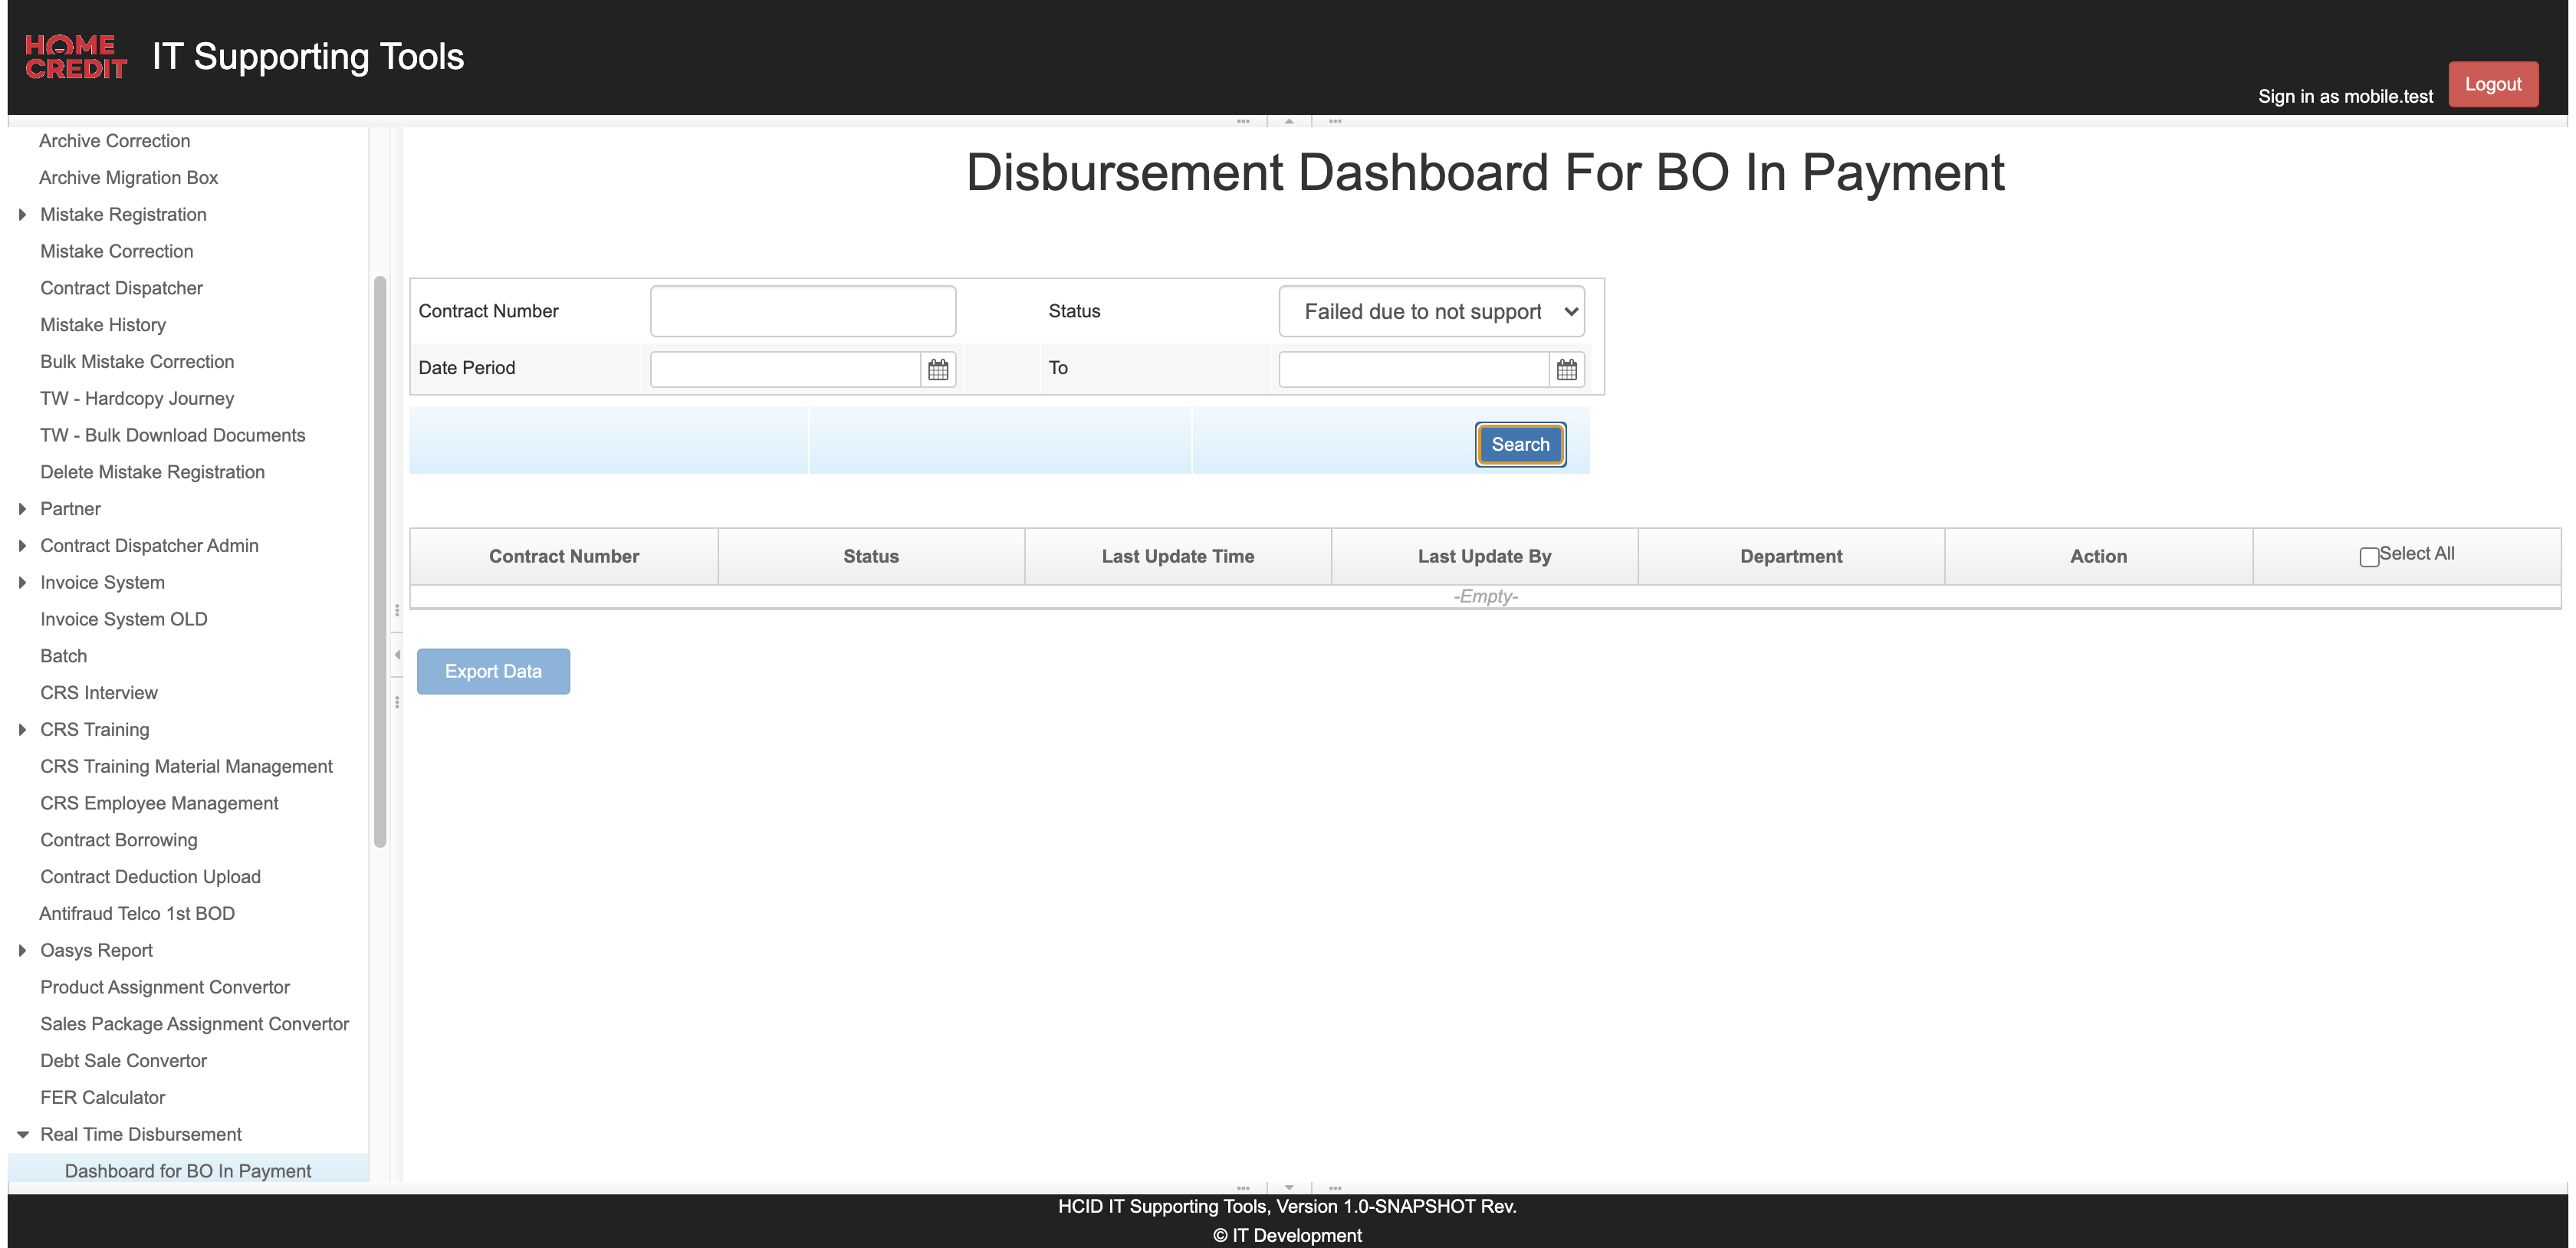 HOME
CREDIT
IT Supporting Tools
Sign in as mobile.test
Logout
Archive Correction
Archive Migration Box
Mistake Registration
Mistake Correction
Contract Dispatcher
Mistake History
Bulk Mistake Correction
TW - Hardcopy Journey
TW - Bulk Download Documents
Delete Mistake Registration
Partner
Contract Dispatcher Admin
Invoice System
Invoice System OLD
Batch
CRS Interview
CRS Training
CRS Training Material Management
CRS Employee Management
Contract Borrowing
Contract Deduction Upload
Antifraud Telco 1st BOD
Oasys Report
Product Assignment Convertor
Sales Package Assignment Convertor
Debt Sale Convertor
FER Calculator
Real Time Disbursement
Dashboard for BO In Payment
Disbursement Dashboard For BO In Payment
Contract Number
Status
Failed due to not support
Date Period
To
Search
Contract Number
Status
Last Update Time
Last Update By
Department
Action
Select All
-Empty-
Export Data
HCID IT Supporting Tools, Version 1.0-SNAPSHOT Rev.
© IT Development